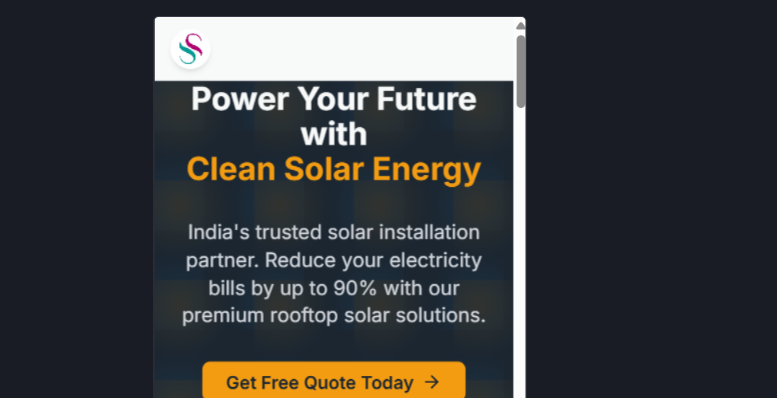 Power Your Future
with
Clean Solar Energy
India's trusted solar installation
partner. Reduce your electricity
bills by up to 90% with our
premium rooftop solar solutions.
Get Free Quote Today →